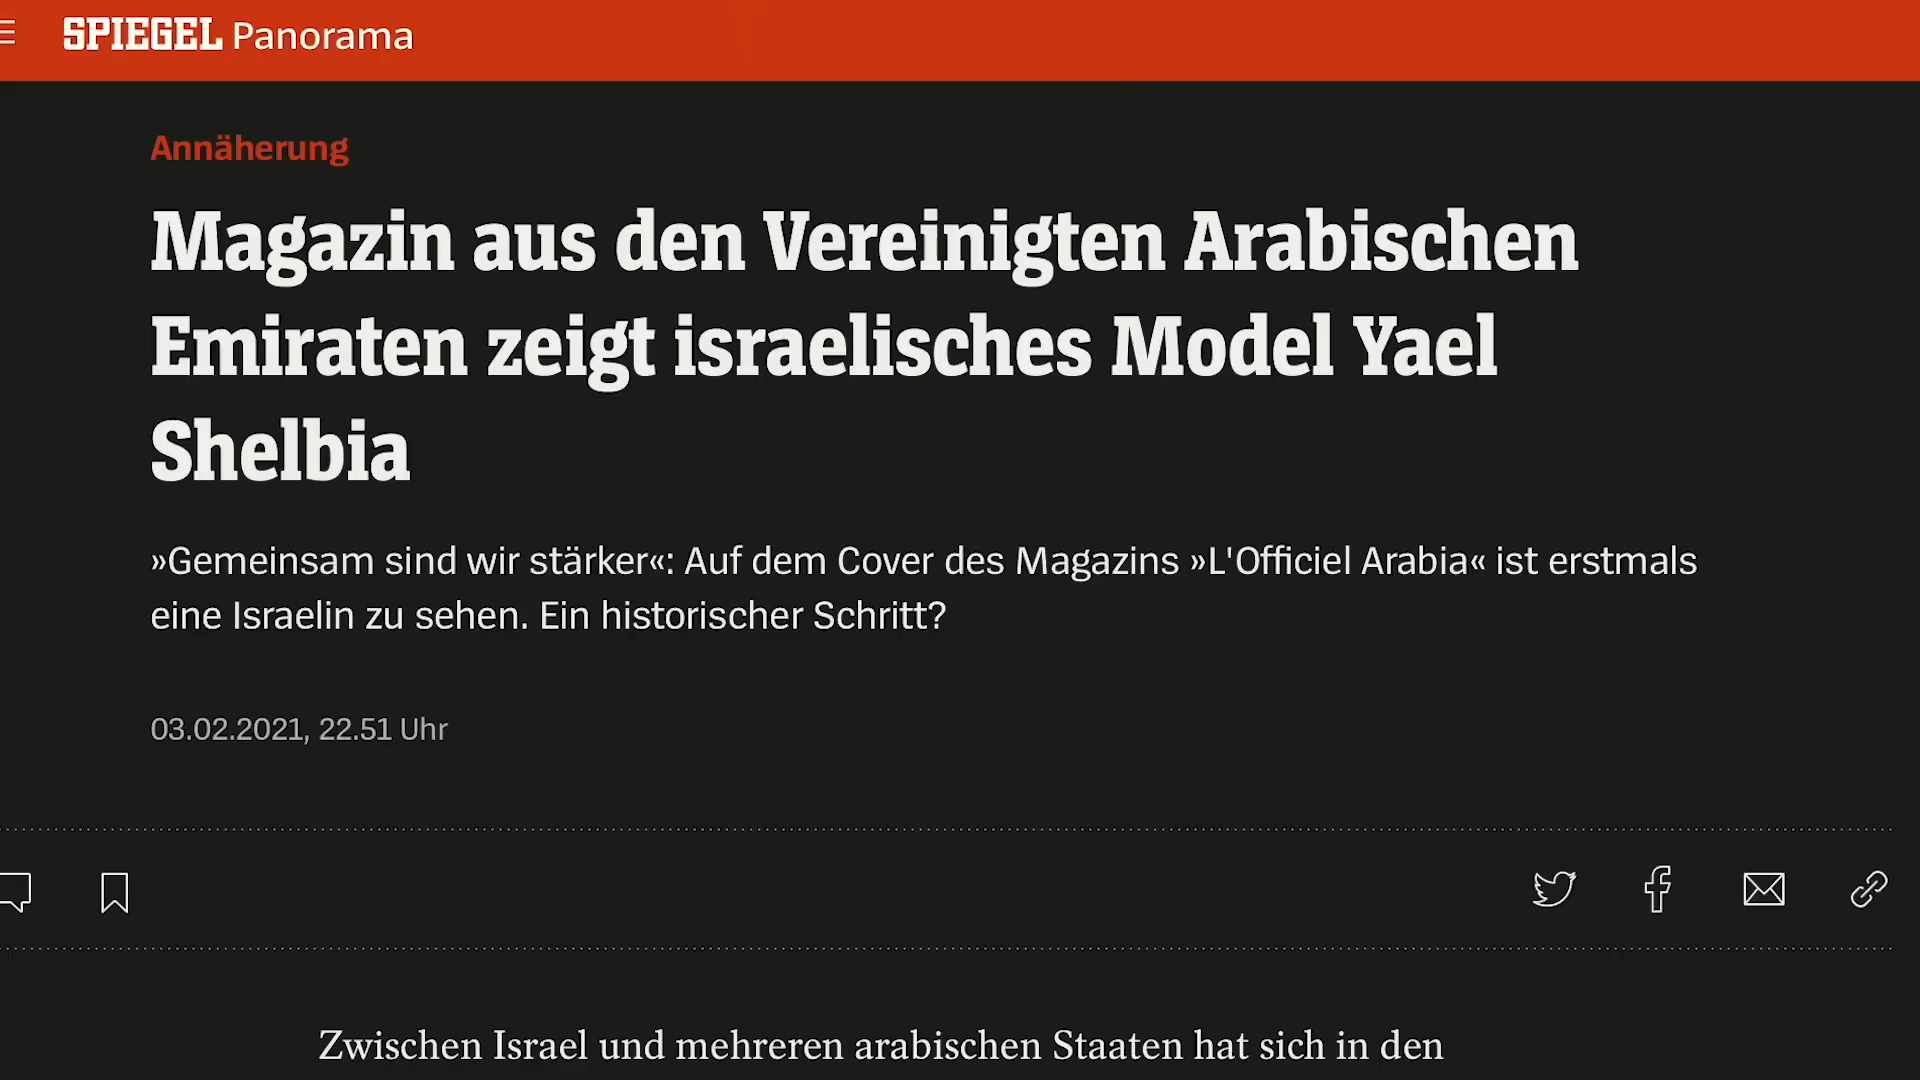 SPIEGEL Panorama
Annäherung
Magazin aus den Vereinigten Arabischen
Emiraten zeigt israelisches Model Yael
Shelbia
»Gemeinsam sind wir stärker«: Auf dem Cover des Magazins »L'Officiel Arabia« ist erstmals
eine Israelin zu sehen. Ein historischer Schritt?
03.02.2021, 22.51 Uhr
Zwischen Israel und mehreren arabischen Staaten hat sich in den